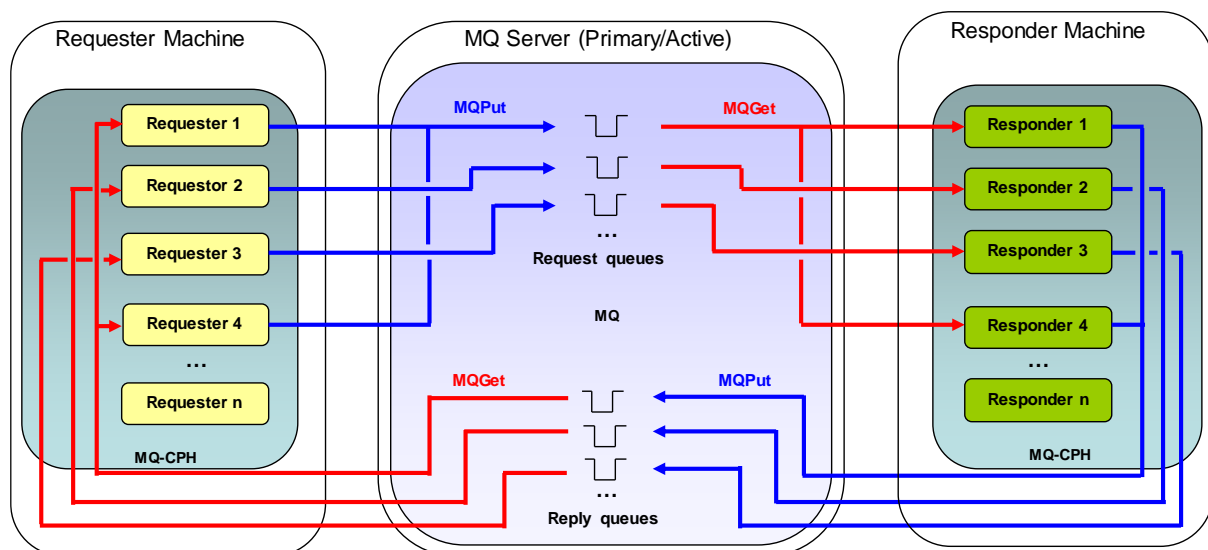 Requester Machine
MQ Server (Primary/Active)
Responder Machine
MQPut
MQGet
Requester 1
Requestor 2
Requester 3
Requester 4
...
Requester n
MQ-CPH
...
Request queues
MQ
MQGet
MQPut
...
Reply queues
Responder 1
Responder 2
Responder 3
Responder 4
...
Responder n
MQ-CPH